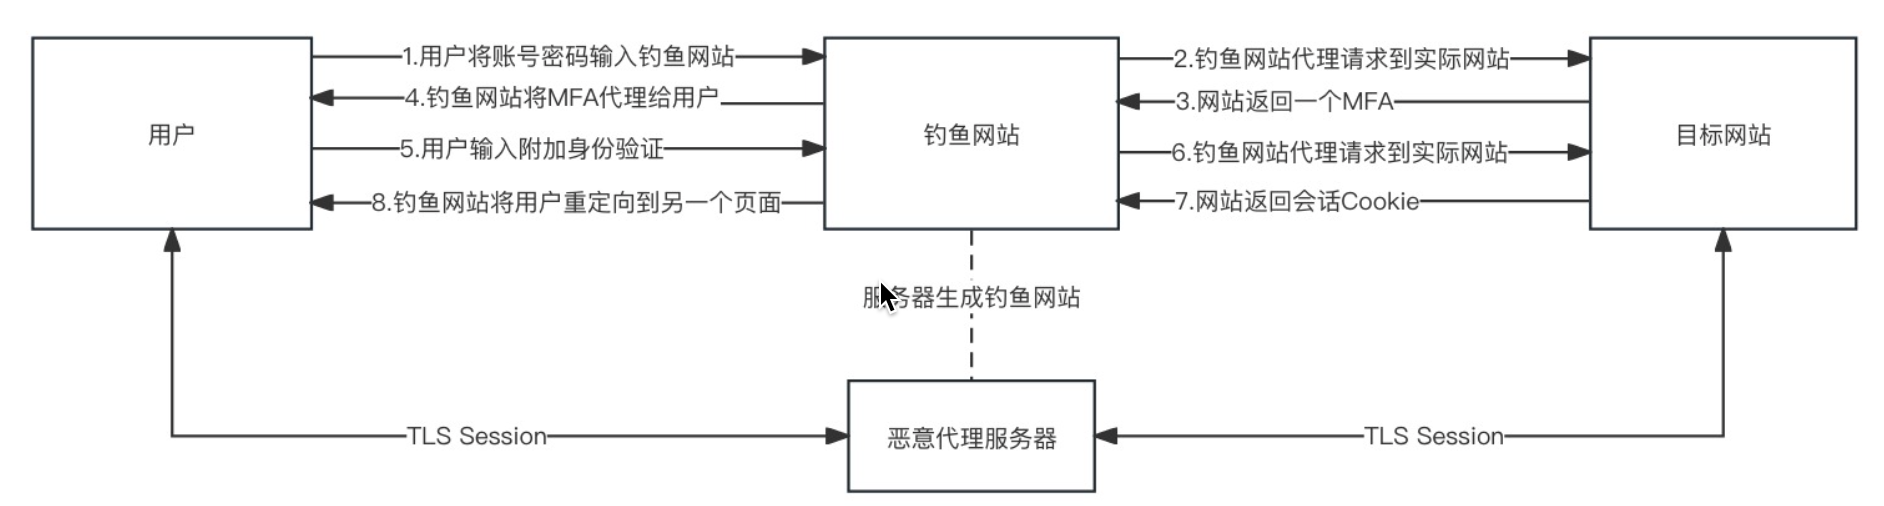 用户
1.用户将账号密码输入钓鱼网站
4.钓鱼网站将MFA代理给用户
5.用户输入附加身份验证
8.钓鱼网站将用户重定向到另一个页面
钓鱼网站
2.钓鱼网站代理请求到实际网站
3.网站返回一个MFA
6.钓鱼网站代理请求到实际网站
7.网站返回会话Cookie
目标网站
服务器生成钓鱼网站
TLS Session
恶意代理服务器
TLS Session